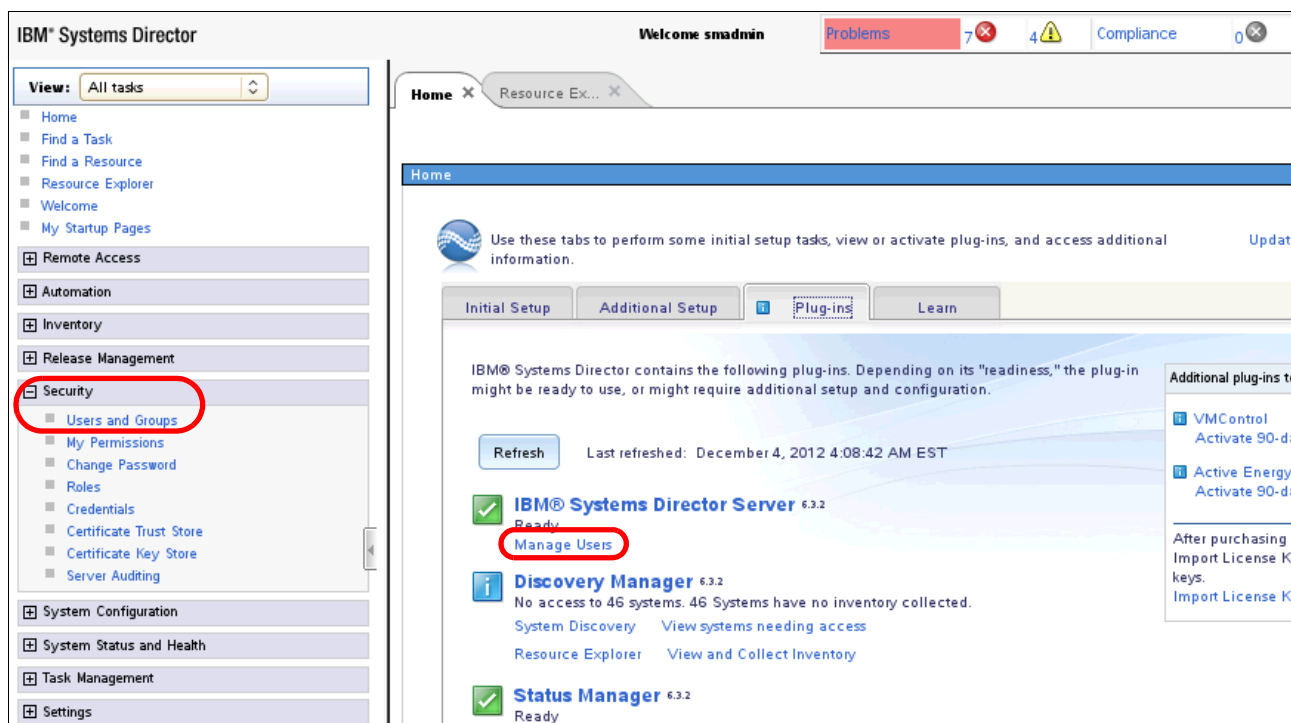 IBM® Systems Director
Welcome smadmin
Problems
7
4
Compliance
0
View: All tasks
Home
Find a Task
Find a Resource
Resource Explorer
Welcome
My Startup Pages
Remote Access
Automation
Inventory
Release Management
Security
Users and Groups
My Permissions
Change Password
Roles
Credentials
Certificate Trust Store
Certificate Key Store
Server Auditing
System Configuration
System Status and Health
Task Management
Settings
Home
Resource Ex...
Home
Use these tabs to perform some initial setup tasks, view or activate plug-ins, and access additional
information.
Updat
Initial Setup
Additional Setup
Plug-ins
Learn
IBM® Systems Director contains the following plug-ins. Depending on its "readiness," the plug-in
might be ready to use, or might require additional setup and configuration.
Refresh
Last refreshed: December 4, 2012 4:08:42 AM EST
IBM® Systems Director Server 6.3.2
Ready
Manage Users
Discovery Manager 6.3.2
No access to 46 systems. 46 Systems have no inventory collected.
System Discovery View systems needing access
Resource Explorer View and Collect Inventory
Status Manager 6.3.2
Ready
Additional plug-ins t
VMControl
Activate 90-d
Active Energy
Activate 90-d
After purchasing
Import License K
keys.
Import License K